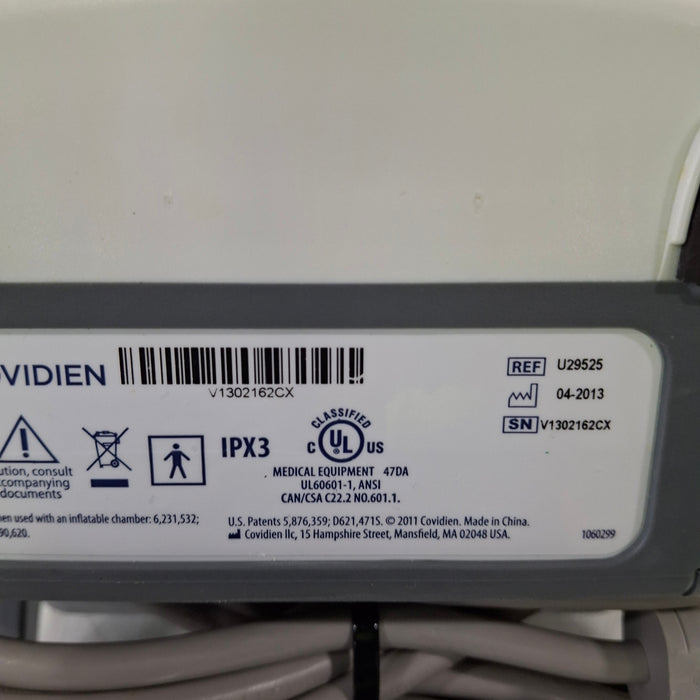 OVIDIEN
V1302162CX
REF U29525
04-2013
SN V1302162CX
ution, consult
companying
documents
IPX3
CLASSIFIED
C UL US
MEDICAL EQUIPMENT 47DA
UL60601-1, ANSI
CAN/CSA C22.2 NO.601.1.
en used with an inflatable chamber: 6,231,532;
90,620.
U.S. Patents 5,876,359; D621,471S. © 2011 Covidien. Made in China.
Covidien llc, 15 Hampshire Street, Mansfield, MA 02048 USA.
1060299